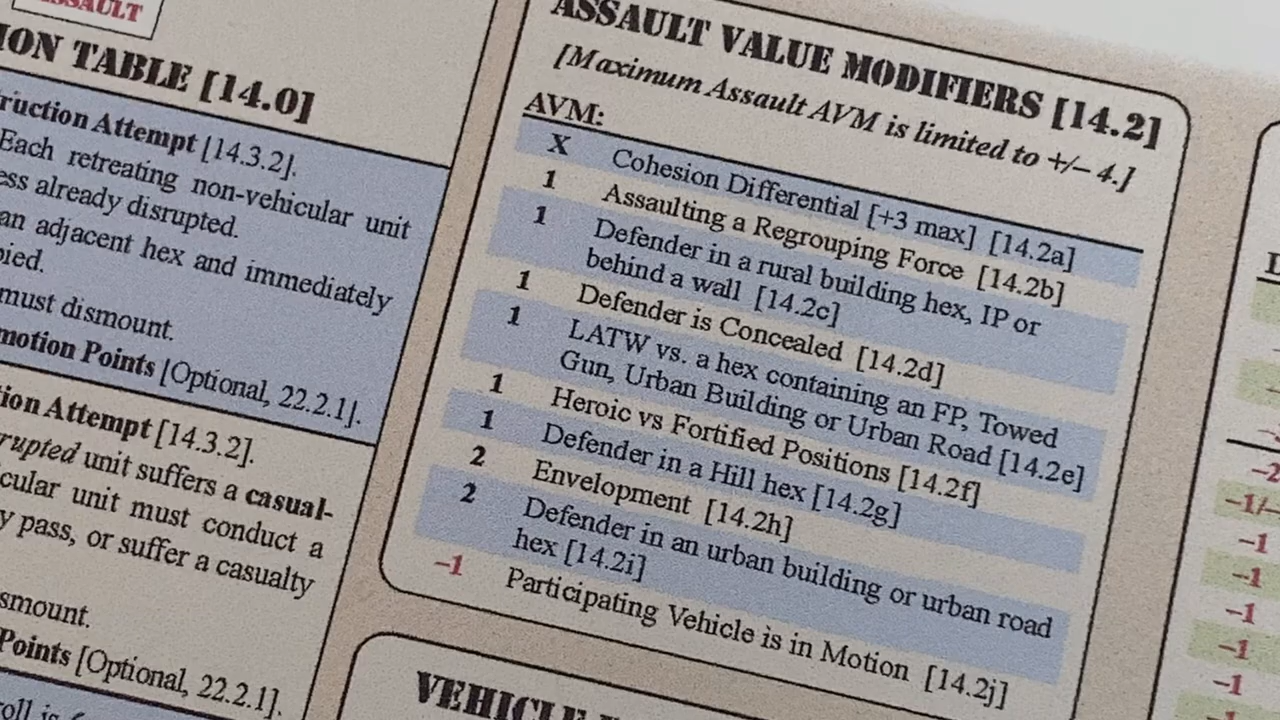 ASSAULT
ION TABLE [14.0]
ruction Attempt [14.3.2].
Each retreating non-vehicular unit
ess already disrupted.
an adjacent hex and immediately
pied.
must dismount.
motion Points [Optional, 22.2.1].
ion Attempt [14.3.2].
rupted unit suffers a casual-
cular unit must conduct a
y pass, or suffer a casualty
smount.
Points [Optional, 22.2.1].
roll is
ASSAULT VALUE MODIFIERS [14.2]
[Maximum Assault AVM is limited to +/– 4.]
AVM:
X Cohesion Differential [+3 max] [14.2a]
1 Assaulting a Regrouping Force [14.2b]
1 Defender in a rural building hex, IP or
behind a wall [14.2c]
1 Defender is Concealed [14.2d]
1 LATW vs. a hex containing an FP, Towed
Gun, Urban Building or Urban Road [14.2e]
1 Heroic vs Fortified Positions [14.2f]
1 Defender in a Hill hex [14.2g]
2 Envelopment [14.2h]
2 Defender in an urban building or urban road
hex [14.2i]
–1 Participating Vehicle is in Motion [14.2j]
VEHICLE
–2
–1/–
–1
–1
–1
–1
–1